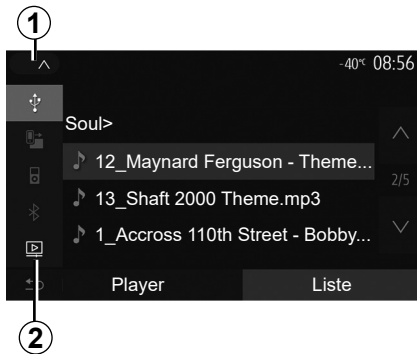 1
-40°C 08:56
Soul>
12_Maynard Ferguson - Theme...
2/5
13_Shaft 2000 Theme.mp3
1_Accross 110th Street - Bobby...
Player Liste
2